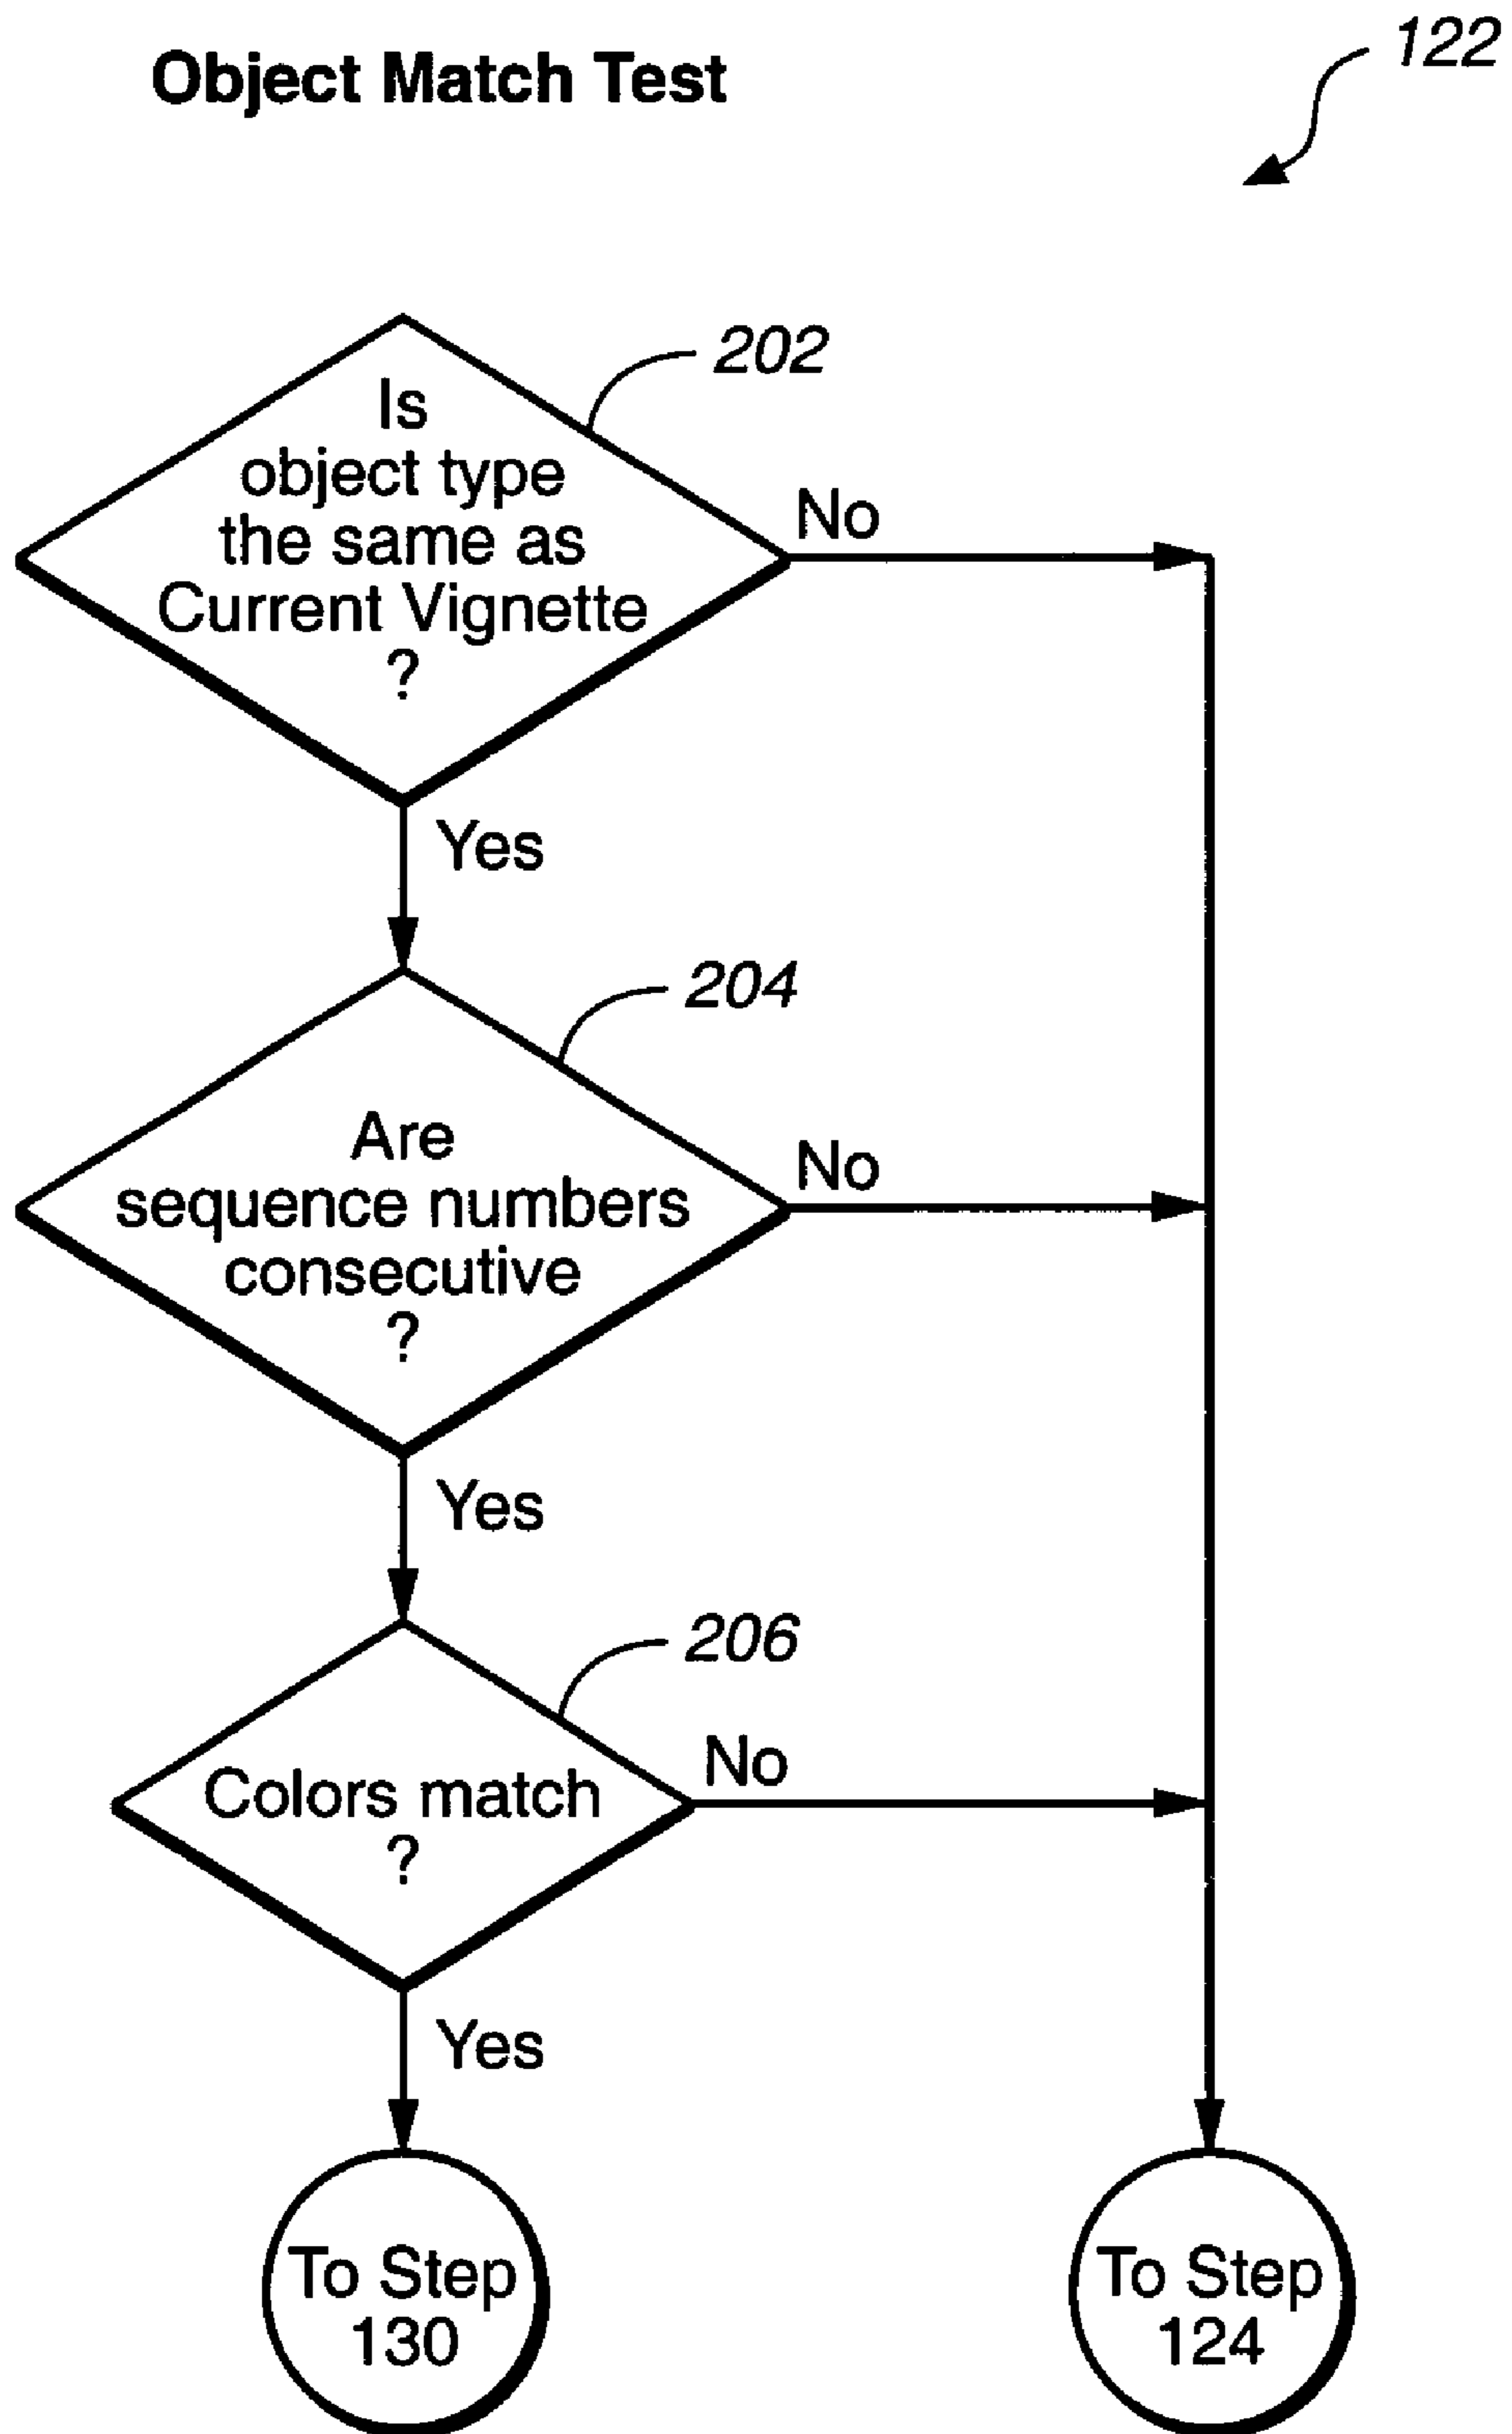 Object Match Test
122
202
Is
object type
the same as
Current Vignette
?
No
Yes
204
Are
sequence numbers
consecutive
?
No
Yes
206
Colors match
?
No
Yes
To Step
130
To Step
124